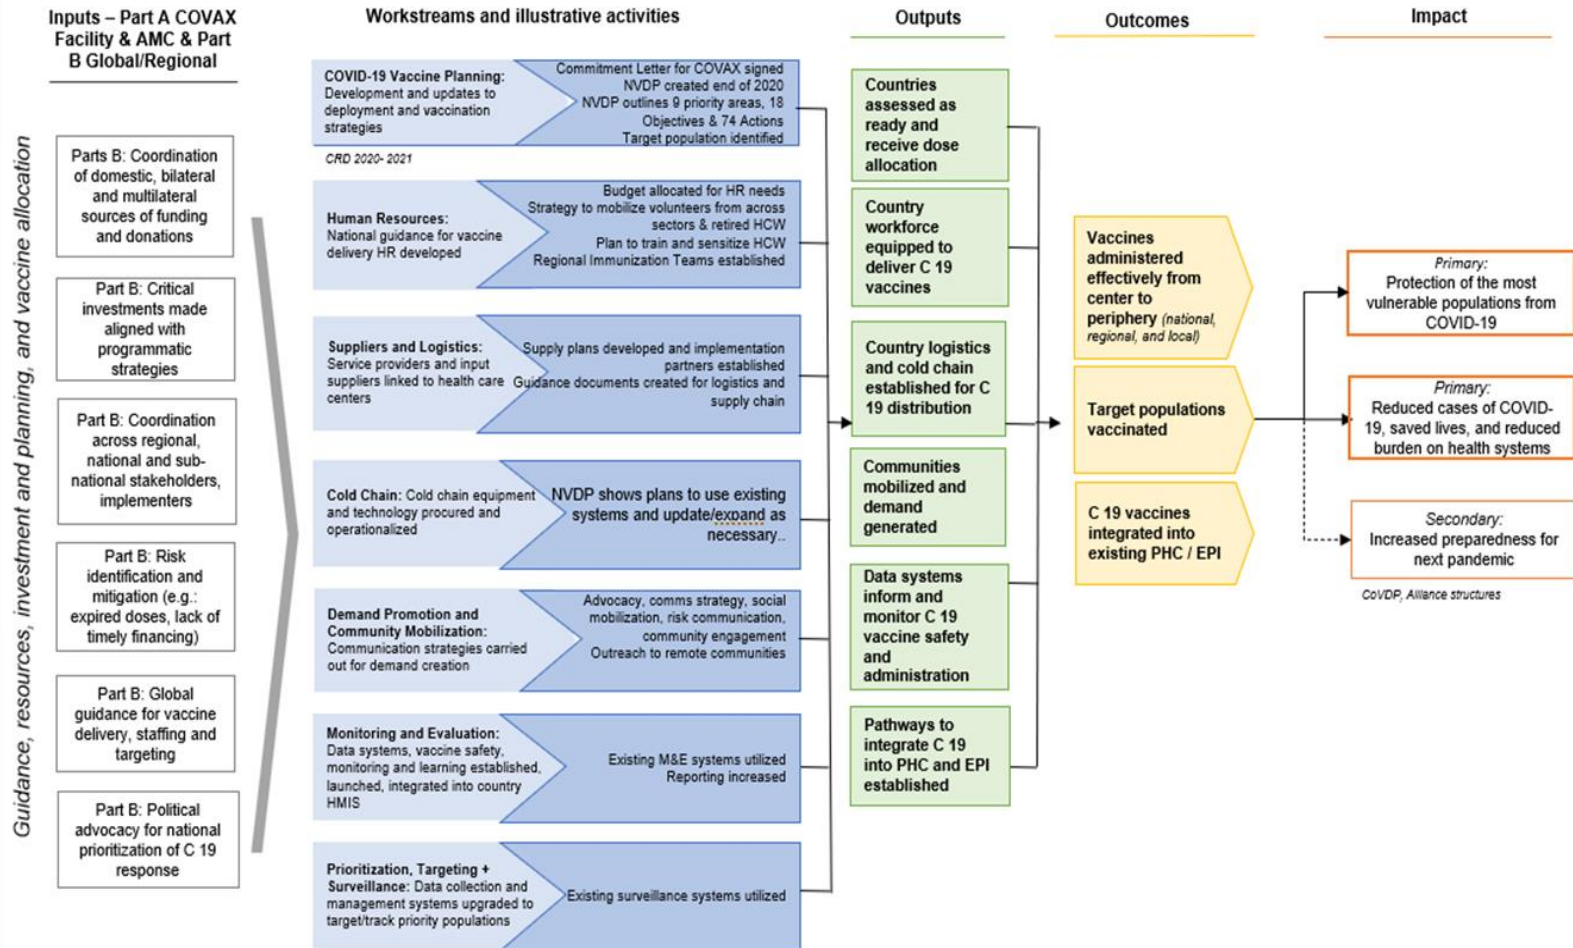 Inputs – Part A COVAX
Facility & AMC & Part
B Global/Regional
Workstreams and illustrative activities
Outputs
Outcomes
Impact
Guidance, resources, investment and planning, and vaccine allocation
Parts B: Coordination
of domestic, bilateral
and multilateral
sources of funding
and donations
Part B: Critical
investments made
aligned with
programmatic
strategies
Part B: Coordination
across regional,
national and sub-
national stakeholders,
implementers
Part B: Risk
identification and
mitigation (e.g.:
expired doses, lack of
timely financing)
Part B: Global
guidance for vaccine
delivery, staffing and
targeting
Part B: Political
advocacy for national
prioritization of C 19
response
COVID-19 Vaccine Planning:
Development and updates to
deployment and vaccination
strategies
Commitment Letter for COVAX signed
NVDP created end of 2020
NVDP outlines 9 priority areas, 18
Objectives & 74 Actions
Target population identified
CRD 2020- 2021
Human Resources:
National guidance for vaccine
delivery HR developed
Budget allocated for HR needs
Strategy to mobilize volunteers from across
sectors & retired HCW
Plan to train and sensitize HCW
Regional Immunization Teams established
Suppliers and Logistics:
Service providers and input
suppliers linked to health care
centers
Supply plans developed and implementation
partners established
Guidance documents created for logistics and
supply chain
Cold Chain: Cold chain equipment
and technology procured and
operationalized
NVDP shows plans to use existing
systems and update/expand as
necessary..
Demand Promotion and
Community Mobilization:
Communication strategies carried
out for demand creation
Advocacy, comms strategy, social
mobilization, risk communication,
community engagement
Outreach to remote communities
Monitoring and Evaluation:
Data systems, vaccine safety,
monitoring and learning established,
launched, integrated into country
HMIS
Existing M&E systems utilized
Reporting increased
Prioritization, Targeting +
Surveillance: Data collection and
management systems upgraded to
target/track priority populations
Existing surveillance systems utilized
Countries
assessed as
ready and
receive dose
allocation
Country
workforce
equipped to
deliver C 19
vaccines
Country logistics
and cold chain
established for C
19 distribution
Communities
mobilized and
demand
generated
Data systems
inform and
monitor C 19
vaccine safety
and
administration
Pathways to
integrate C 19
into PHC and EPI
established
Vaccines
administered
effectively from
center to
periphery (national,
regional, and local)
Target populations
vaccinated
C 19 vaccines
integrated into
existing PHC / EPI
Primary:
Protection of the most
vulnerable populations from
COVID-19
Primary:
Reduced cases of COVID-
19, saved lives, and reduced
burden on health systems
Secondary:
Increased preparedness for
next pandemic
CoVDP, Alliance structures